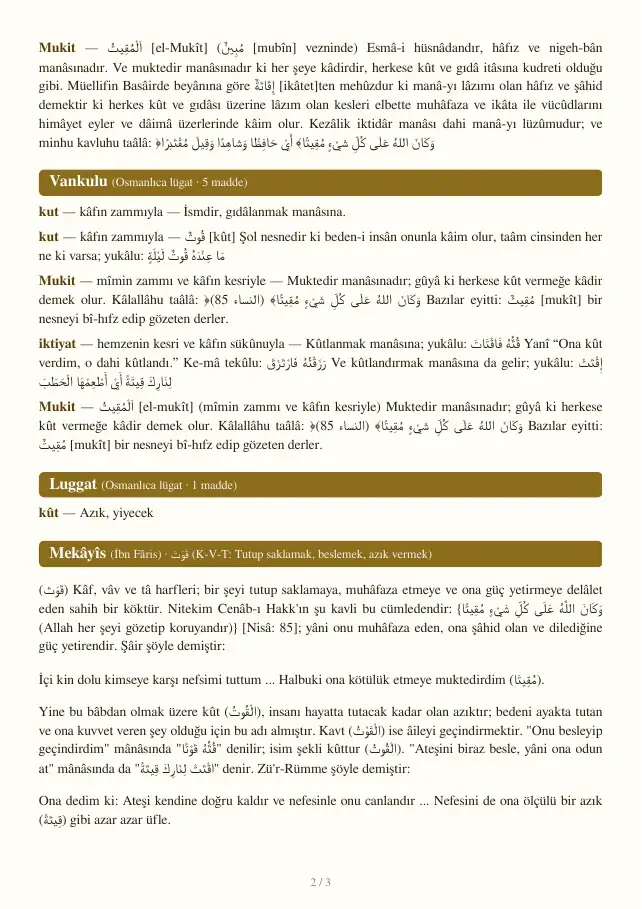 Mukit — اَلْمُقِيتُ [el-Mukît] (مُبِينٌ [mubîn] vezninde) Esmâ-i hüsnâdandır, hâfız ve nigeh-bân
manâsınadır. Ve muktedir manâsınadır ki her şeye kâdirdir, herkese kût ve gıdâ itâsına kudreti olduğu
gibi. Müellifin Basâirde beyânına göre إِقَاتَةٌ [ikâtet]ten mehûzdur ki manâ-yı lâzımı olan hâfız ve şâhid
demektir ki herkes kût ve gıdâsı üzerine lâzım olan kesleri elbette muhâfaza ve ikâta ile vücûdlarını
himâyet eyler ve dâimâ üzerlerinde kâim olur. Kezâlik iktidâr manâsı dahi manâ-yı lüzûmudur; ve
minhu kavluhu taâlâ: ﴿وَكَانَ اللهُ عَلَى كُلِّ شَيْءٍ مُقِيتًا﴾ أَيْ حَافِظًا وَشَاهِدًا وَقِيلَ مُقْتَدِرًا
Vankulu (Osmanlıca lügat · 5 madde)
kut — kâfın zammıyla — İsmdir, gıdâlanmak manâsına.
kut — kâfın zammıyla — قُوتٌ [kût] Şol nesnedir ki beden-i insân onunla kâim olur, taâm cinsinden her
ne ki varsa; yukâlu: مَا عِنْدَهُ قُوتُ لَيْلَةٍ
Mukit — mîmin zammı ve kâfın kesriyle — Muktedir manâsınadır; gûyâ ki herkese kût vermeğe kâdir
demek olur. Kâlallâhu taâlâ: ﴿وَكَانَ اللهُ عَلَى كُلِّ شَيْءٍ مُقِيتًا﴾ (النساء 85) Bazılar eyitti: مُقِيتٌ [mukît] bir
nesneyi bî-hıfz edip gözeten derler.
iktiyat — hemzenin kesri ve kâfın sükûnuyla — Kûtlanmak manâsına; yukâlu: قُتُّهُ فَاقْتَاتَ Yanî “Ona kût
verdim, o dahi kûtlandı.” Ke-mâ tekûlu: رَزَقْتُهُ فَارْتَزَقَ Ve kûtlandırmak manâsına da gelir; yukâlu: اِقْتَتْ
لِنَارِكَ قِيتَةً أَيْ أَطْعِمْهَا الْحَطَبَ
Mukit — اَلْمُقِيتُ [el-mukît] (mîmin zammı ve kâfın kesriyle) Muktedir manâsınadır; gûyâ ki herkese
kût vermeğe kâdir demek olur. Kâlallâhu taâlâ: ﴿وَكَانَ اللهُ عَلَى كُلِّ شَيْءٍ مُقِيتًا﴾ (النساء 85) Bazılar eyitti:
مُقِيتٌ [mukît] bir nesneyi bî-hıfz edip gözeten derler.
Luggat (Osmanlıca lügat · 1 madde)
kût — Azık, yiyecek
Mekâyîs (İbn Fâris) · قَوَتَ (K-V-T: Tutup saklamak, beslemek, azık vermek)
(قَوَتَ) Kâf, vâv ve tâ harfleri; bir şeyi tutup saklamaya, muhâfaza etmeye ve ona güç yetirmeye delâlet
eden sahih bir köktür. Nitekim Cenâb-ı Hakk'ın şu kavli bu cümledendir: {وَكَانَ اللَّهُ عَلَى كُلِّ شَيْءٍ مُقِيتًا
(Allah her şeyi gözetip koruyandır)} [Nisâ: 85]; yâni onu muhâfaza eden, ona şâhid olan ve dilediğine
güç yetirendir. Şâir şöyle demiştir:
İçi kin dolu kimseye karşı nefsimi tuttum ... Halbuki ona kötülük etmeye muktedirdim (مُقِيتًا).
Yine bu bâbdan olmak üzere kût (الْقُوتُ), insanı hayatta tutacak kadar olan azıktır; bedeni ayakta tutan
ve ona kuvvet veren şey olduğu için bu adı almıştır. Kavt (الْقَوْتُ) ise âileyi geçindirmektir. "Onu besleyip
geçindirdim" mânâsında "قُتُّهُ قَوْتًا" denilir; isim şekli kûttur (الْقُوتُ). "Ateşini biraz besle, yâni ona odun
at" mânâsında da "اقْتَتْ لِنَارِكَ قِيتَةً" denir. Zü'r-Rümme şöyle demiştir:
Ona dedim ki: Ateşi kendine doğru kaldır ve nefesinle onu canlandır ... Nefesini de ona ölçülü bir azık
(قِيتَةً) gibi azar azar üfle.
2 / 3